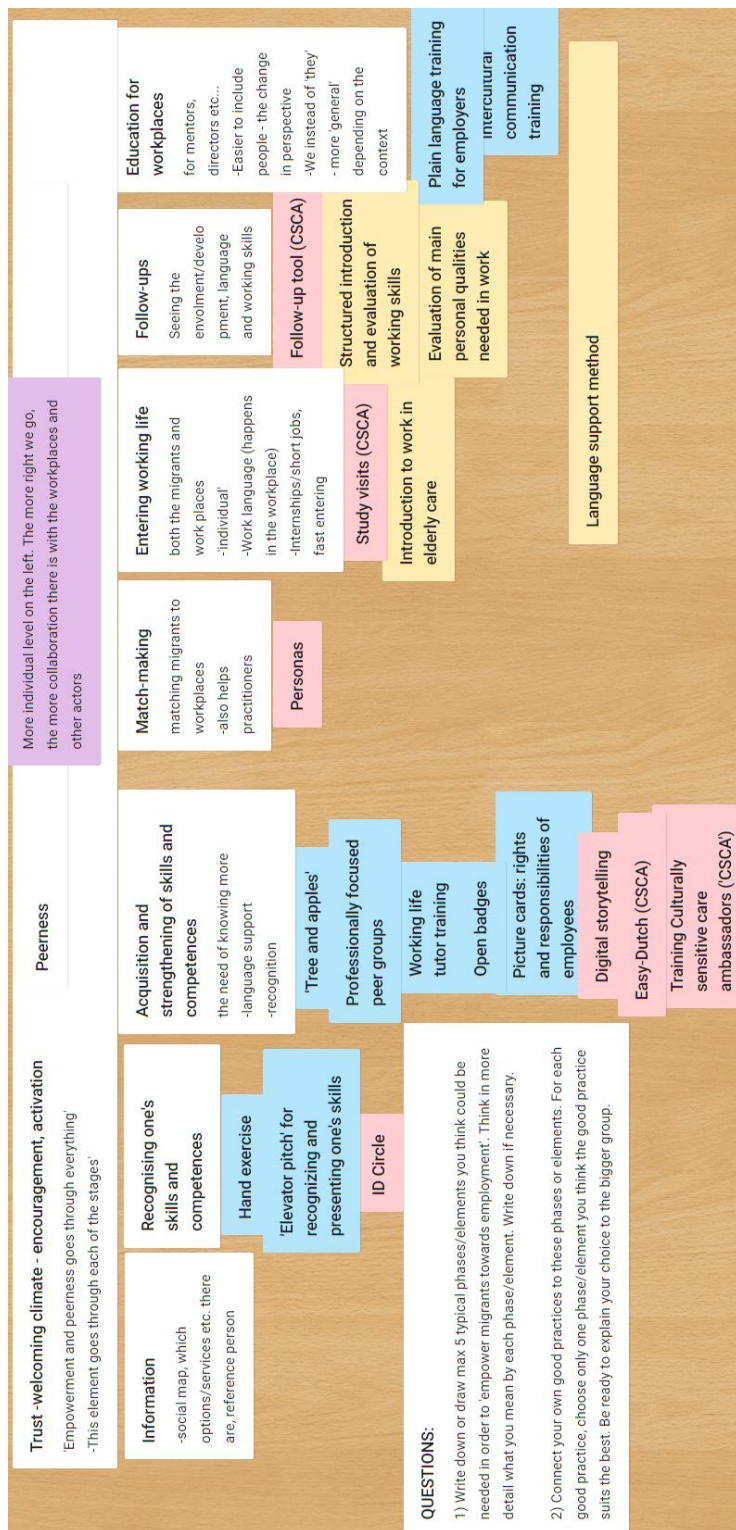 More individual level on the left. The more right we go,
the more collaboration there is with the workplaces and
other actors
Trust -welcoming climate - encouragement, activation
'Empowerment and peerness goes through everything'
-This element goes through each of the stages'
Peerness
Information
-social map, which
options/services etc. there
are, reference person
Recognising one's
skills and
competences
Hand exercise
'Elevator pitch' for
recognizing and
presenting one's skills
ID Circle
Acquisition and
strengthening of skills and
competences
the need of knowing more
-language support
-recognition
'Tree and apples'
Professionally focused
peer groups
Working life
tutor training
Open badges
Picture cards: rights
and responsibilities of
employees
Digital storytelling
Easy-Dutch (CSCA)
Training Culturally
sensitive care
ambassadors ('CSCA')
Match-making
matching migrants to
workplaces
-also helps
practitioners
Personas
Entering working life
both the migrants and
work places
-'individual'
-Work language (happens
in the workplace)
-Internships/short jobs,
fast entering
Study visits (CSCA)
Introduction to work in
elderly care
Follow-ups
Seeing the
envolment/develo
pment, language
and working skills
Follow-up tool (CSCA)
Structured introduction
and evaluation of
working skills
Evaluation of main
personal qualities
needed in work
Education for
workplaces
for mentors,
directors etc...
-Easier to include
people - the change
in perspective
-We instead of 'they'
- more 'general'
depending on the
context
Plain language training
for employers
intercultural
communication
training
Language support method
QUESTIONS:
1) Write down or draw max 5 typical phases/elements you think could be
needed in order to 'empower migrants towards employment'. Think in more
detail what you mean by each phase/element. Write down if necessary.
2) Connect your own good practices to these phases or elements. For each
good practice, choose only one phase/element you think the good practice
suits the best. Be ready to explain your choice to the bigger group.